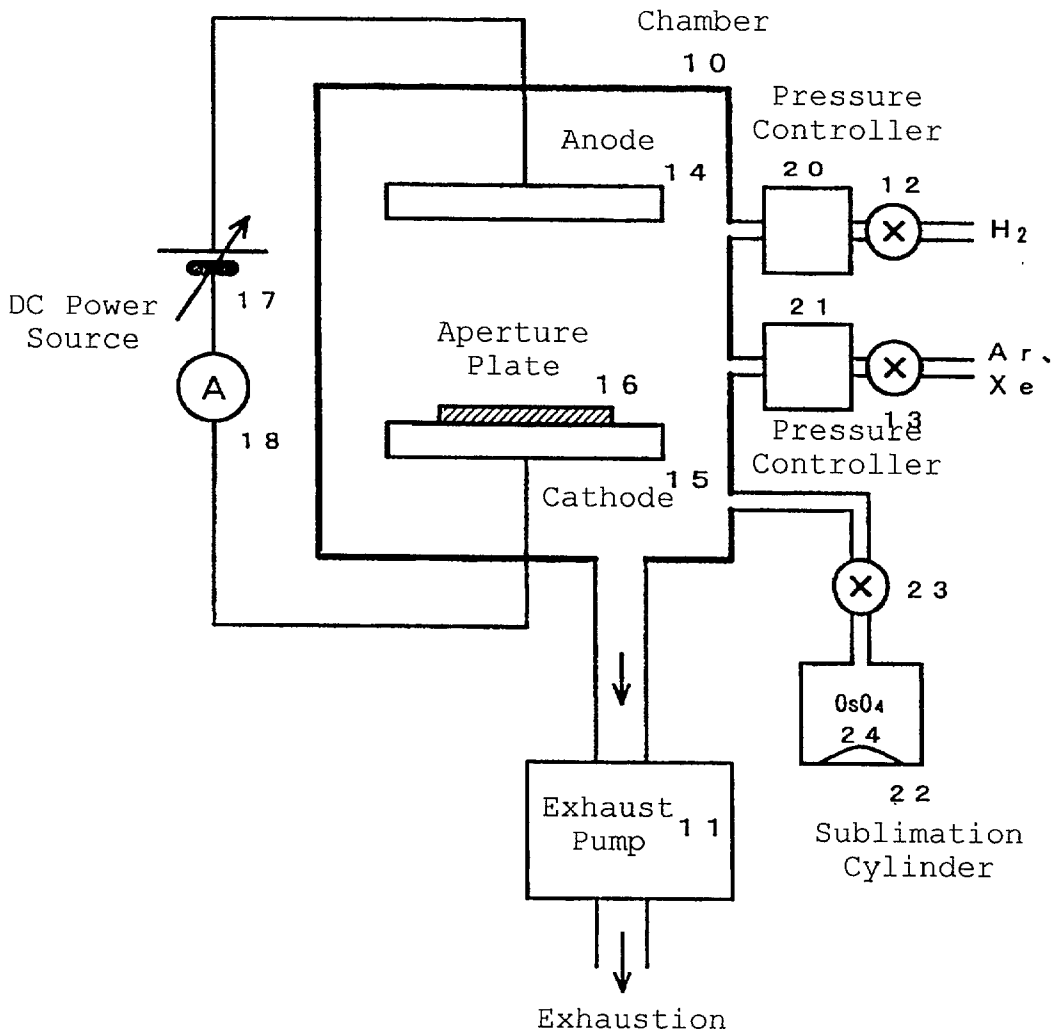 Chamber
10
Pressure
Controller
Anode
14
20
12
H2
DC Power
Source
17
21
Ar、
Xe
Aperture
Plate
16
A
18
13
Pressure
Controller
15
Cathode
23
OsO4
24
22
Exhaust
Pump
11
Sublimation
Cylinder
Exhaustion